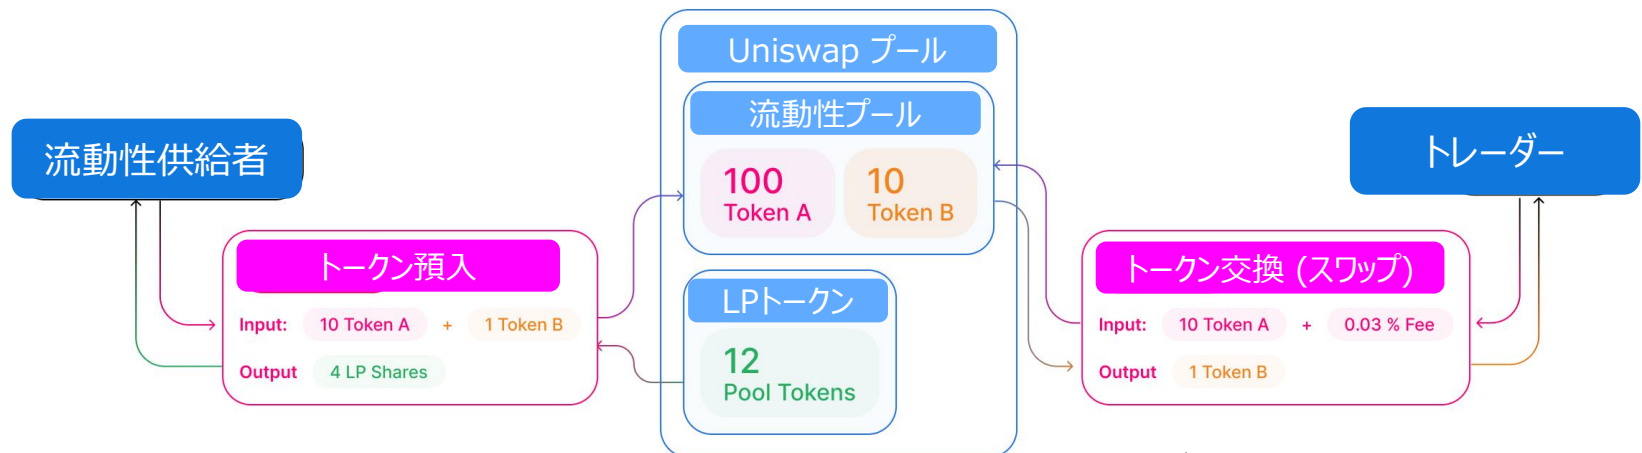 Uniswap プール
流動性プール
100
Token A
10
Token B
LPトークン
12
Pool Tokens
流動性供給者
トークン預入
Input: 10 Token A + 1 Token B
Output 4 LP Shares
トレーダー
トークン交換 (スワップ)
Input: 10 Token A + 0.03 % Fee
Output 1 Token B